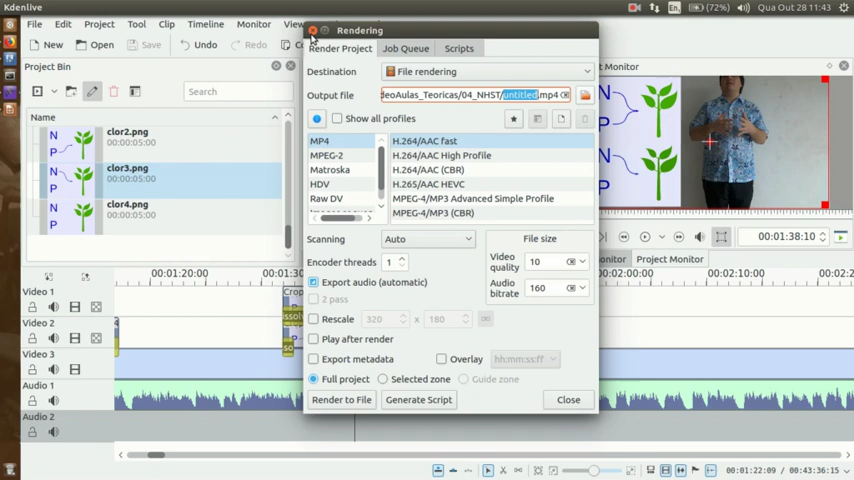 Kdenlive
(72%) Qua Out 28 11:43
File Edit Project Tool Clip Timeline Monitor
New Open Save Undo Redo
Rendering
Render Project Job Queue Scripts
Destination File rendering
Output file deoAulas_Teoricas/04_NHST/untitled.mp4
Show all profiles
MP4
MPEG-2
Matroska
HDV
Raw DV
H.264/AAC fast
H.264/AAC High Profile
H.264/AAC (CBR)
H.265/AAC HEVC
MPEG-4/MP3 Advanced Simple Profile
MPEG-4/MP3 (CBR)
Scanning Auto
Encoder threads 1
Export audio (automatic)
2 pass
File size
Video quality 10
Audio bitrate 160
Rescale 320 x 180
Play after render
Export metadata Overlay hh:mm:ss:ff
Full project Selected zone Guide zone
Render to File Generate Script Close
Project Bin
Search
Name
clor2.png
00:00:05:00
clor3.png
00:00:05:00
clor4.png
00:00:05:00
N
P
N
P
N
P
t Monitor
N
P
N
P
00:01:38:10
onitor Project Monitor
00:01:20:00 00:01:30 00:02:00:00 00:02:10:00 00:02:2
Video 1
Video 2
Video 3
Audio 1
Audio 2
00:01:22:09 / 00:43:36:15